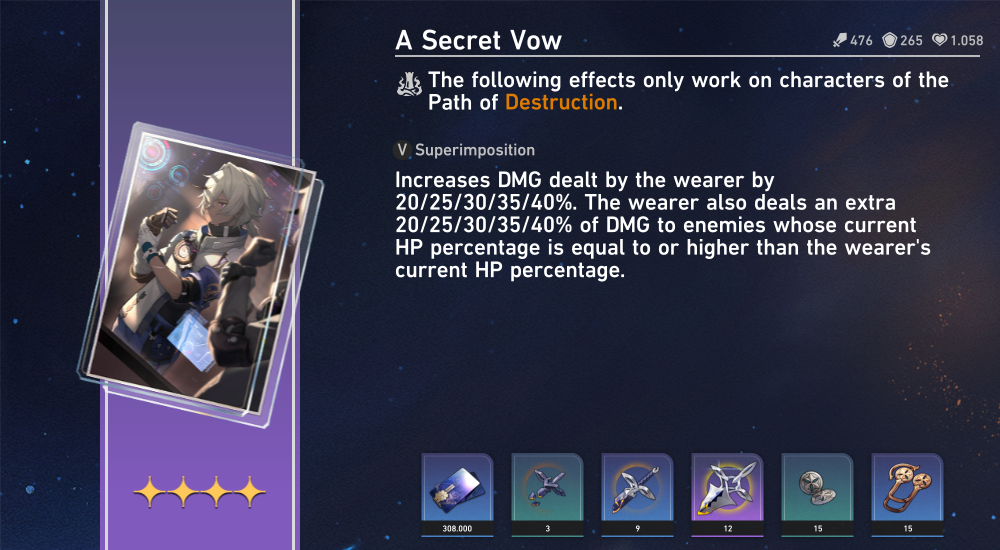 A Secret Vow
476 265 1.058
The following effects only work on characters of the
Path of Destruction.
V Superimposition
Increases DMG dealt by the wearer by
20/25/30/35/40%. The wearer also deals an extra
20/25/30/35/40% of DMG to enemies whose current
HP percentage is equal to or higher than the wearer's
current HP percentage.
308.000 3 9 12 15 15